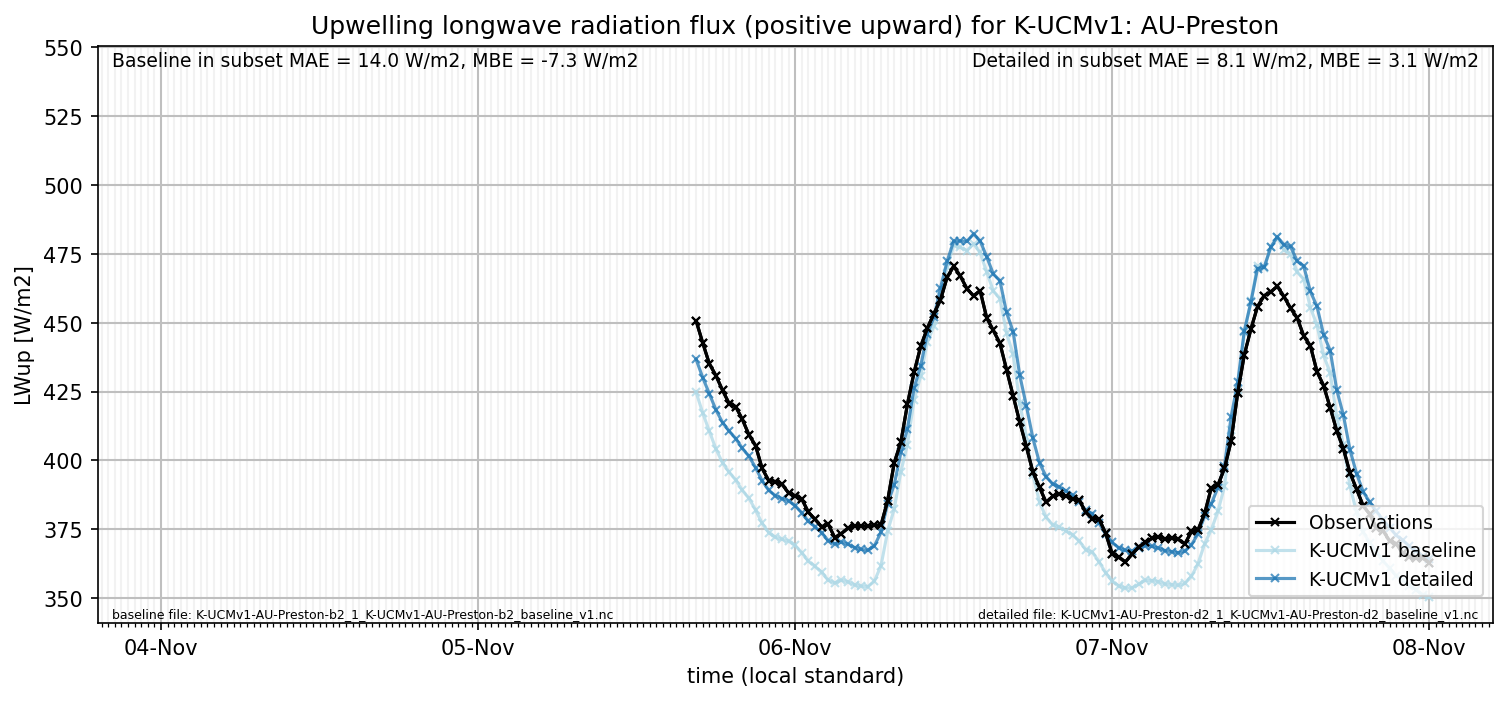 Upwelling longwave radiation flux (positive upward) for K-UCMv1: AU-Preston
Baseline in subset MAE = 14.0 W/m2, MBE = -7.3 W/m2
Detailed in subset MAE = 8.1 W/m2, MBE = 3.1 W/m2
550
525
500
475
450
425
400
375
350
LWup [W/m2]
Observations
K-UCMv1 baseline
K-UCMv1 detailed
baseline file: K-UCMv1-AU-Preston-b2_1_K-UCMv1-AU-Preston-b2_baseline_v1.nc
detailed file: K-UCMv1-AU-Preston-d2_1_K-UCMv1-AU-Preston-d2_baseline_v1.nc
04-Nov
05-Nov
06-Nov
07-Nov
08-Nov
time (local standard)